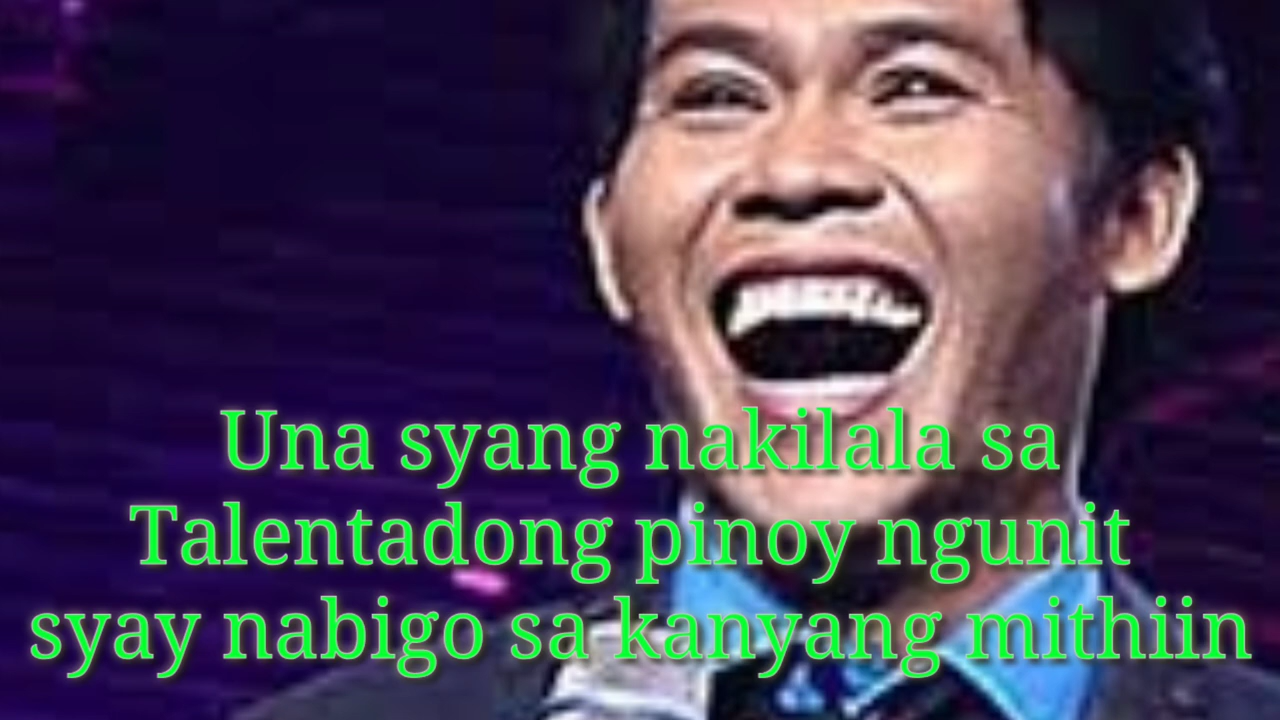 Una syang nakilala sa
Talentadong pinoy ngunit
syay nabigo sa kanyang mithiin